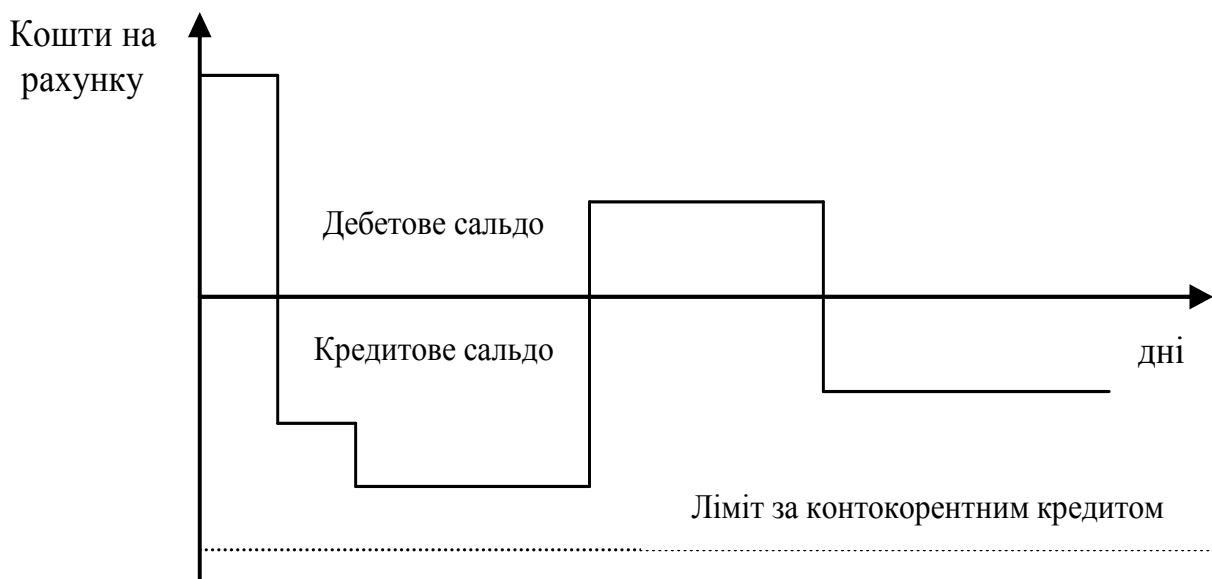 Кошти на
рахунку
Дебетове сальдо
Кредитове сальдо
дні
Ліміт за контокорентним кредитом